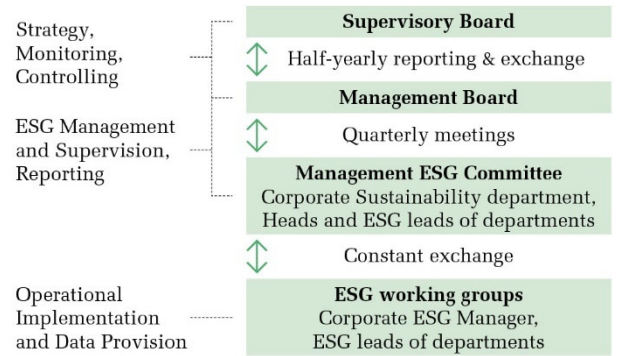 Strategy,
Monitoring,
Controlling
ESG Management
and Supervision,
Reporting
Operational
Implementation
and Data Provision
Supervisory Board
Half-yearly reporting & exchange
Management Board
Quarterly meetings
Management ESG Committee
Corporate Sustainability department,
Heads and ESG leads of departments
Constant exchange
ESG working groups
Corporate ESG Manager,
ESG leads of departments